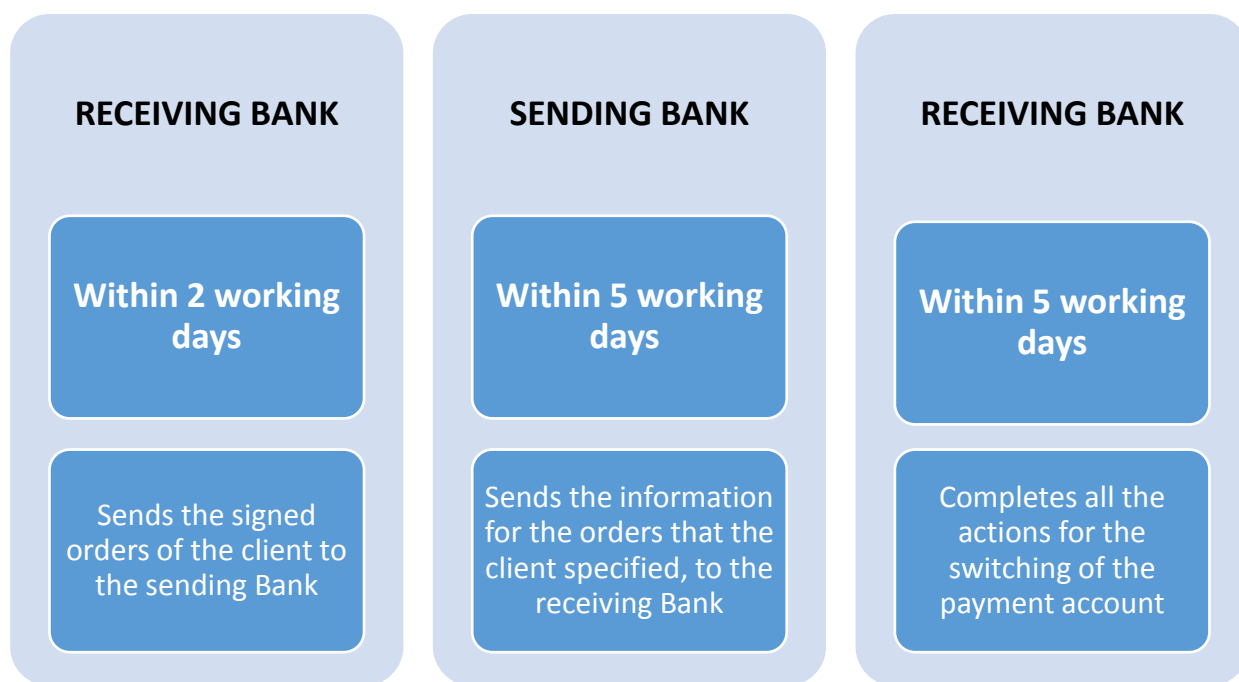 RECEIVING BANK
Within 2 working
days
Sends the signed
orders of the client to
the sending Bank
SENDING BANK
Within 5 working
days
Sends the information
for the orders that the
client specified, to the
receiving Bank
RECEIVING BANK
Within 5 working
days
Completes all the
actions for the
switching of the
payment account